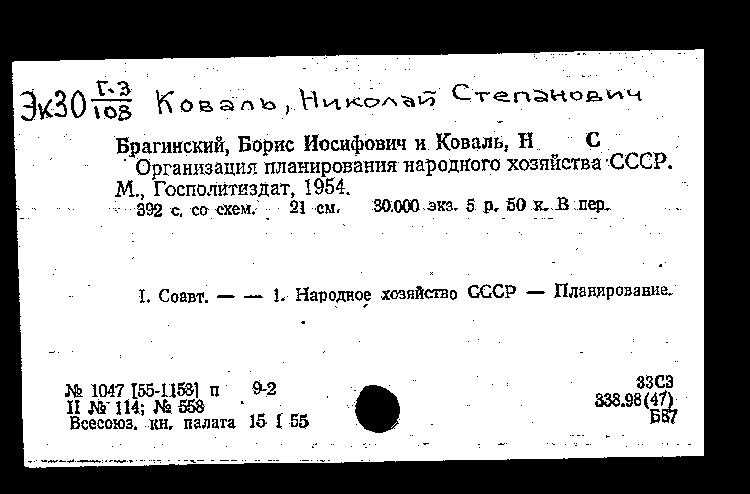 Эк30 Г-3/108 Коваль, Николай Степанович
Брагинский, Борис Иосифович и Коваль, Н С
Организация планирования народного хозяйства СССР.
М., Госполитиздат, 1954.
392 с. со схем. 21 см. 30.000 экз. 5 р. 50 к. В пер.
I. Соавт. — — 1. Народное хозяйство СССР — Планирование.
№ 1047 [55-1153] п 9-2
II № 114; № 558
Всесоюз. кн. палата 15 I 55
33С3
338.98(47)
Б87